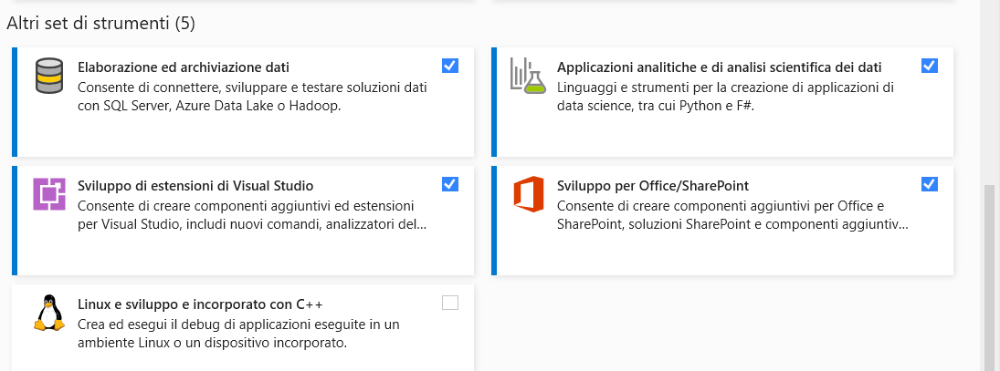 Altri set di strumenti (5)
Elaborazione ed archiviazione dati
Consente di connettere, sviluppare e testare soluzioni dati
con SQL Server, Azure Data Lake o Hadoop.
Applicazioni analitiche e di analisi scientifica dei dati
Linguaggi e strumenti per la creazione di applicazioni di
data science, tra cui Python e F#.
Sviluppo di estensioni di Visual Studio
Consente di creare componenti aggiuntivi ed estensioni
per Visual Studio, includi nuovi comandi, analizzatori del...
Sviluppo per Office/SharePoint
Consente di creare componenti aggiuntivi per Office e
SharePoint, soluzioni SharePoint e componenti aggiuntiv...
Linux e sviluppo e incorporato con C++
Crea ed esegui il debug di applicazioni eseguite in un
ambiente Linux o un dispositivo incorporato.